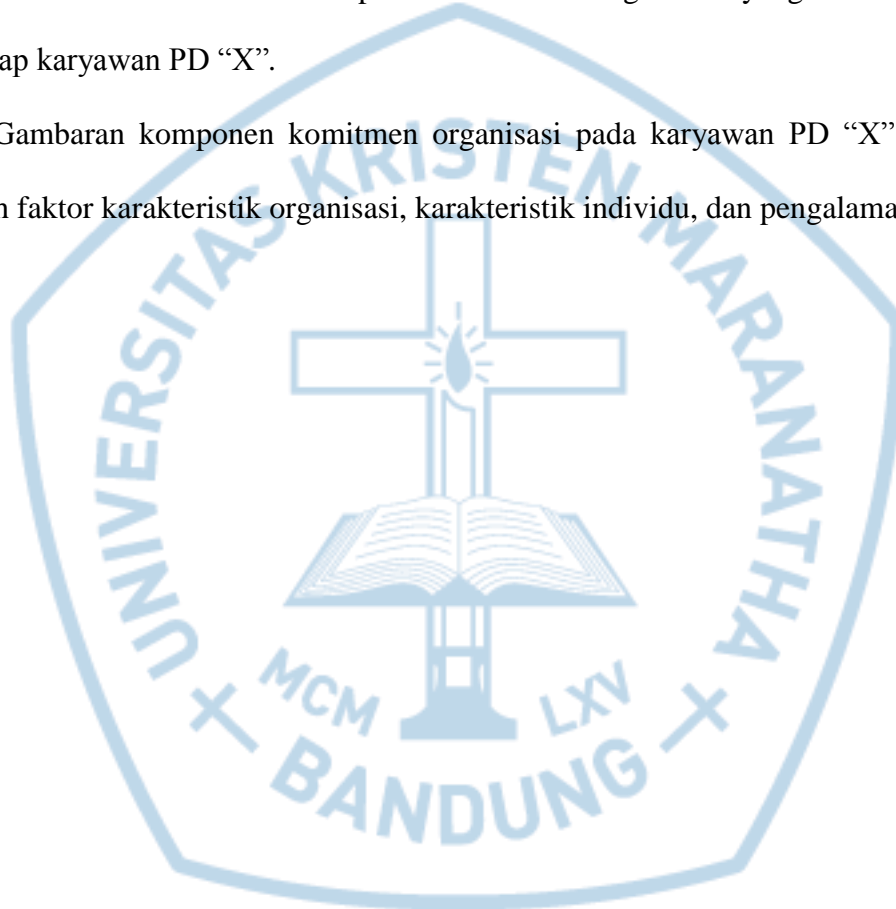 ap karyawan PD “X”.
Gambaran komponen komitmen organisasi pada karyawan PD “X”
faktor karakteristik organisasi, karakteristik individu, dan
UNIVERSITAS KRISTEN MARANATHA
MCM LXV
BANDUNG